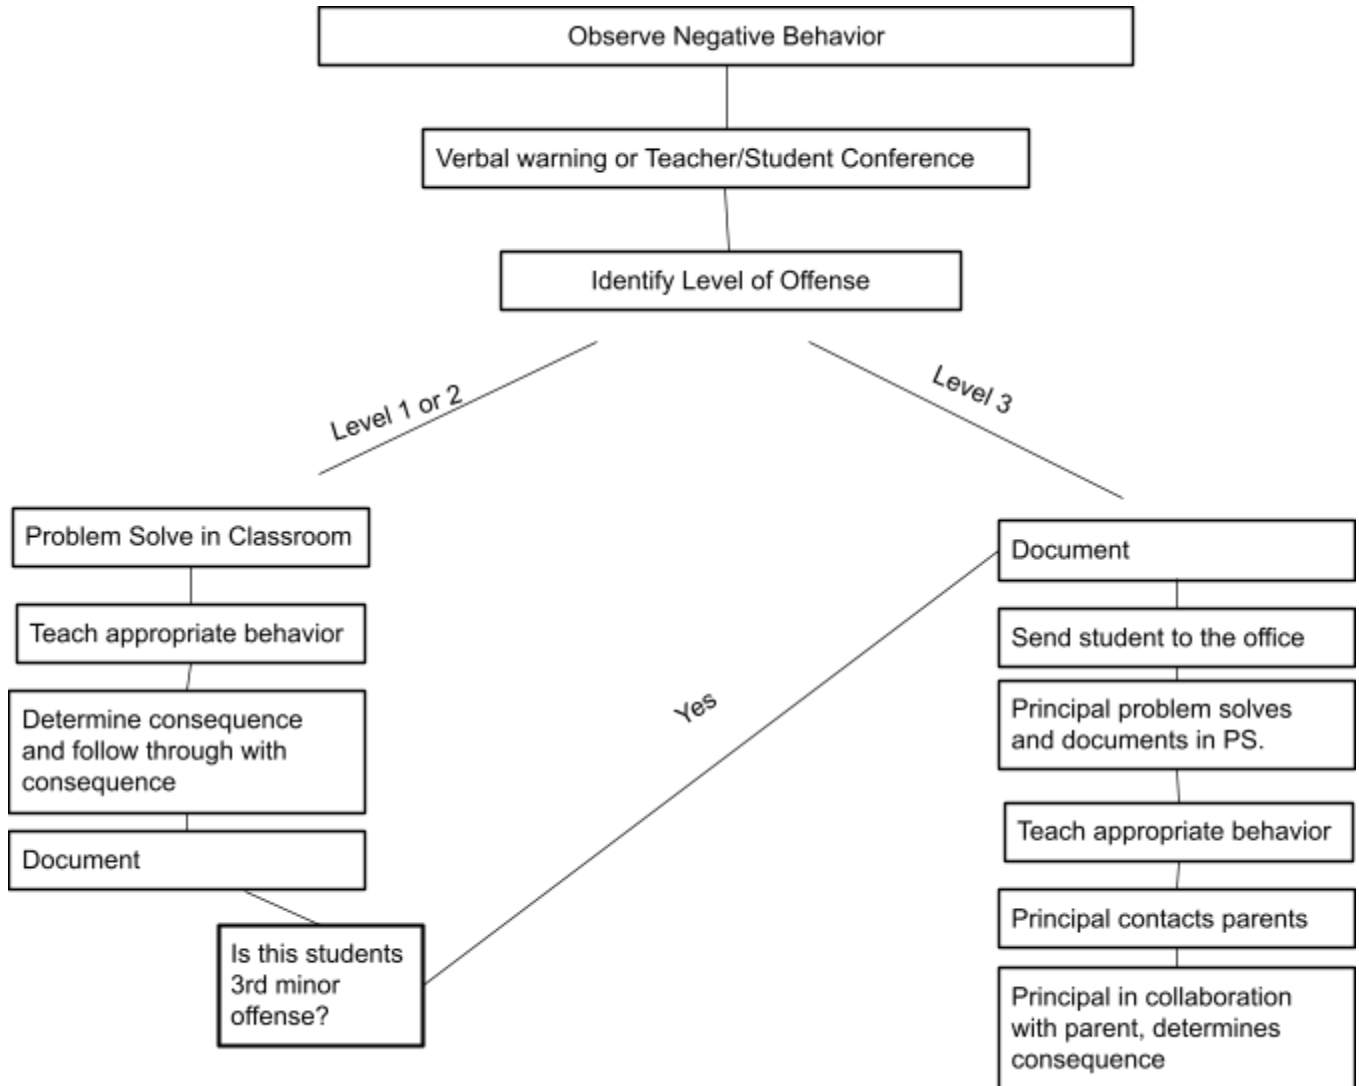 Observe Negative Behavior
Verbal warning or Teacher/Student Conference
Identify Level of Offense
Level 1 or 2
Level 3
Problem Solve in Classroom
Teach appropriate behavior
Determine consequence
and follow through with
consequence
Document
Is this students
3rd minor
offense?
Yes
Document
Send student to the office
Principal problem solves
and documents in PS.
Teach appropriate behavior
Principal contacts parents
Principal in collaboration
with parent, determines
consequence